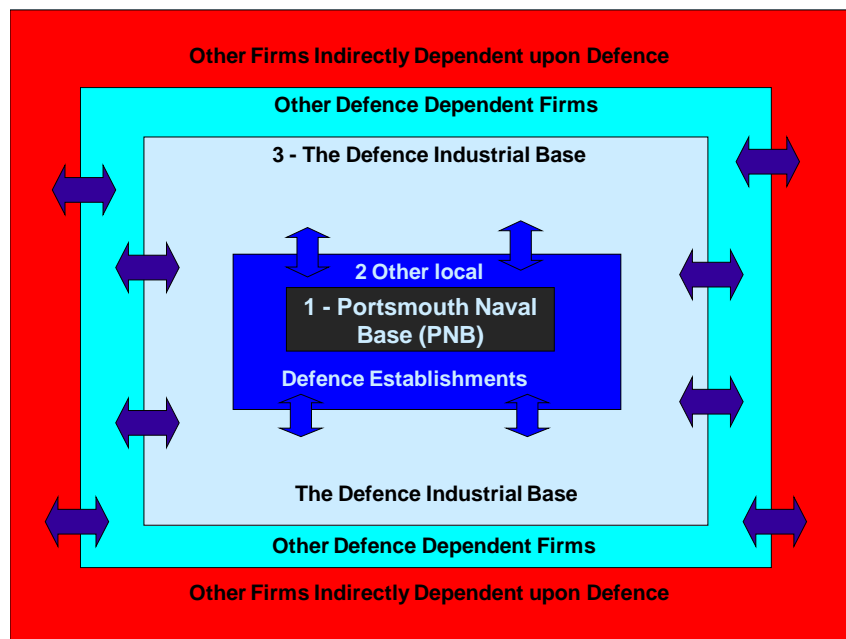 Other Firms Indirectly Dependent upon Defence
Other Defence Dependent Firms
3 - The Defence Industrial Base
2 Other local
1 - Portsmouth Naval
Base (PNB)
Defence Establishments
The Defence Industrial Base
Other Defence Dependent Firms
Other Firms Indirectly Dependent upon Defence